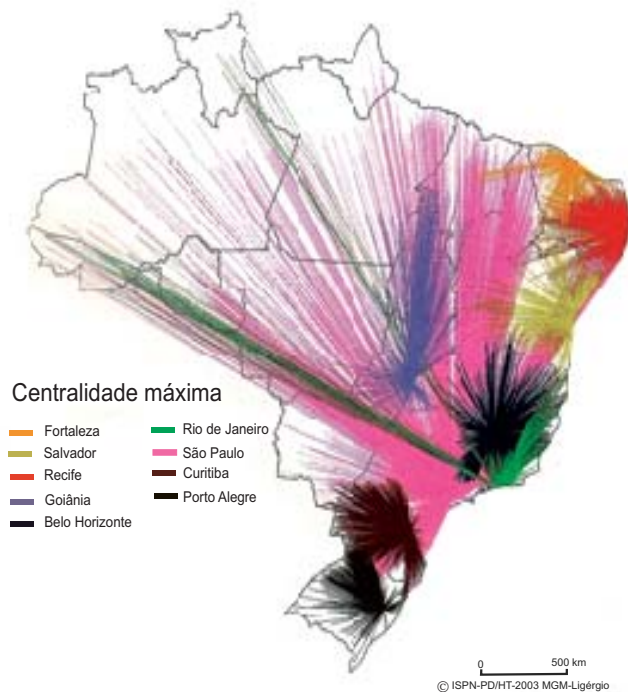 Centralidade máxima
Fortaleza
Salvador
Recife
Goiânia
Belo Horizonte
Rio de Janeiro
São Paulo
Curitiba
Porto Alegre
0 500 km
© ISPN-PD/HT-2003 MGM-Ligérgio